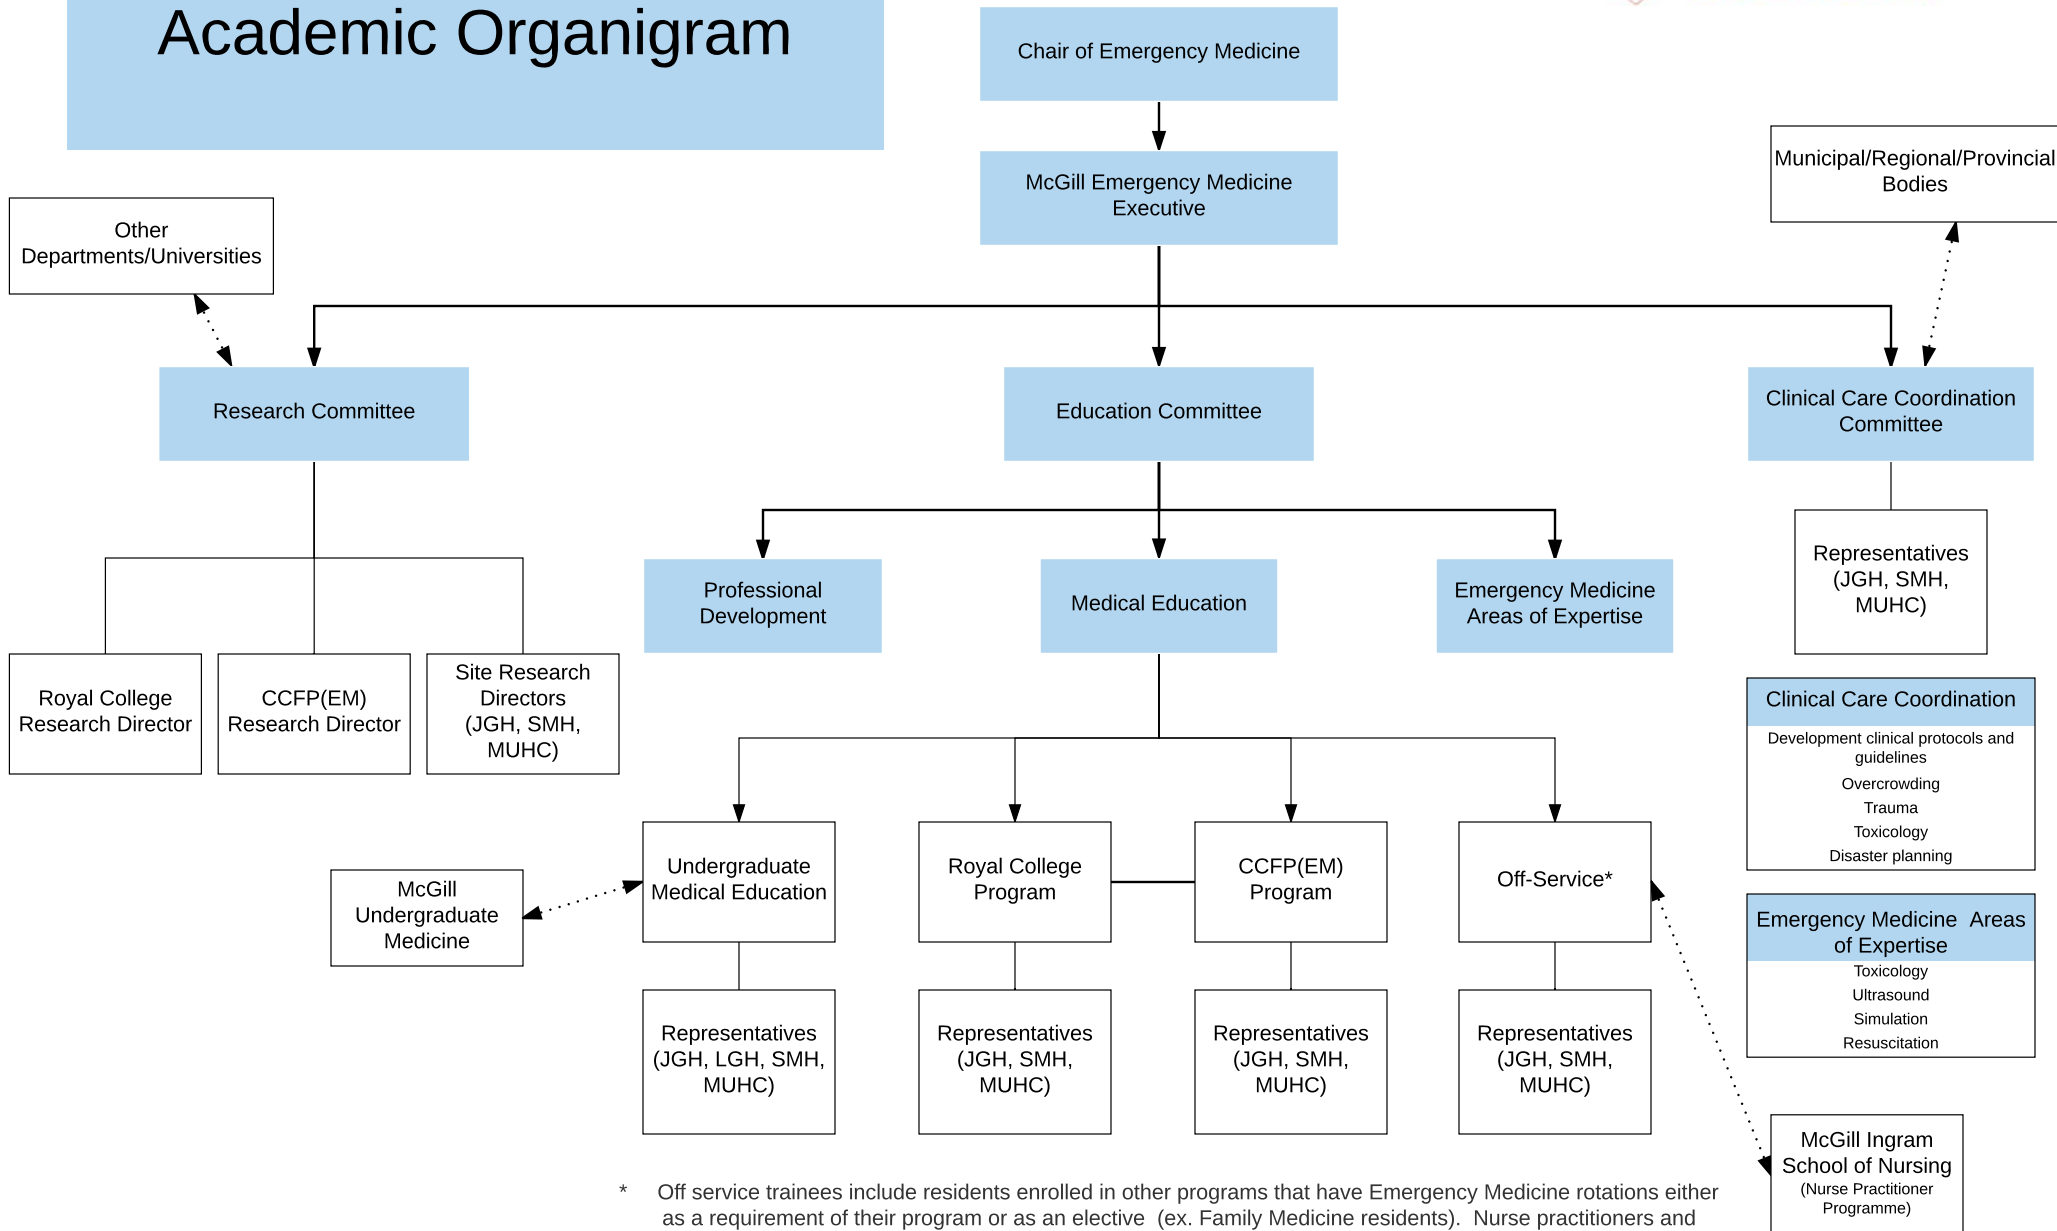 Academic Organigram
Chair of Emergency Medicine
McGill Emergency Medicine
Executive
Municipal/Regional/Provincial
Bodies
Other
Departments/Universities
Research Committee
Education Committee
Clinical Care Coordination
Committee
Professional
Development
Medical Education
Emergency Medicine
Areas of Expertise
Representatives
(JGH, SMH,
MUHC)
Royal College
Research Director
CCFP(EM)
Research Director
Site Research
Directors
(JGH, SMH,
MUHC)
Clinical Care Coordination
Development clinical protocols and
guidelines
Overcrowding
Trauma
Toxicology
Disaster planning
McGill
Undergraduate
Medicine
Undergraduate
Medical Education
Royal College
Program
CCFP(EM)
Program
Off-Service*
Emergency Medicine  Areas
of Expertise
Toxicology
Ultrasound
Simulation
Resuscitation
Representatives
(JGH, LGH, SMH,
MUHC)
Representatives
(JGH, SMH,
MUHC)
Representatives
(JGH, SMH,
MUHC)
Representatives
(JGH, SMH,
MUHC)
McGill Ingram
School of Nursing
(Nurse Practitioner
Programme)
* Off service trainees include residents enrolled in other programs that have Emergency Medicine rotations either
as a requirement of their program or as an elective  (ex. Family Medicine residents).  Nurse practitioners and